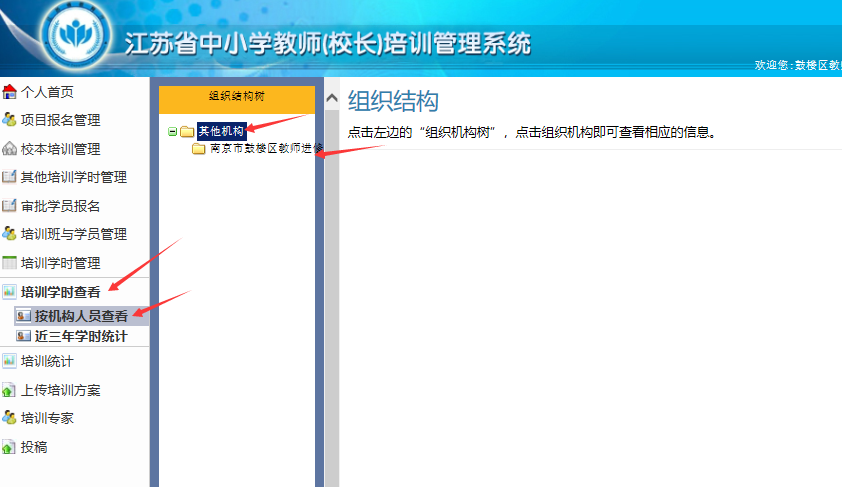 江苏省中小学教师(校长)培训管理系统
欢迎您:鼓楼区教
个人首页
项目报名管理
校本培训管理
其他培训学时管理
审批学员报名
培训班与学员管理
培训学时管理
培训学时查看
按机构人员查看
近三年学时统计
培训统计
上传培训方案
培训专家
投稿
组织结构树
其他机构
南京市鼓楼区教师进修
组织结构
点击左边的“组织机构树”，点击组织机构即可查看相应的信息。